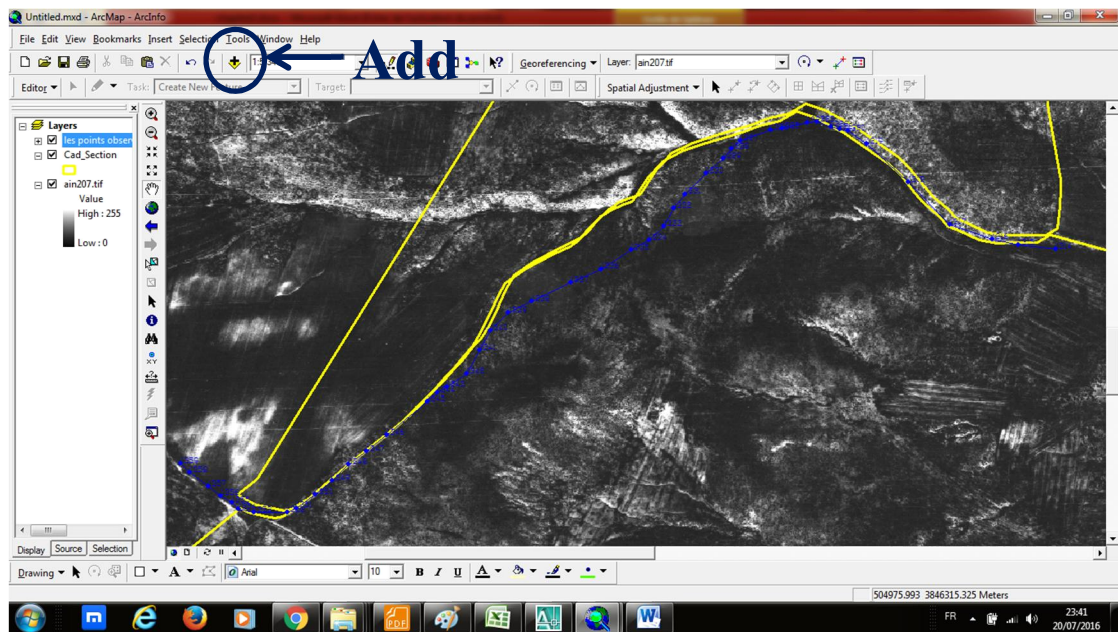 Untitled.mxd - ArcMap - ArcInfo
File Edit View Bookmarks Insert Selection Tools Window Help
Add
Georeferencing Layer: ain207.tif
Editor Task: Create New Feature Target: Spatial Adjustment
Layers
les points obser
Cad_Section
ain207.tif
Value
High : 255
Low : 0
Display Source Selection
Drawing A Arial 10 B I U A
504975.993 3846315.325 Meters
FR 23:41
20/07/2016